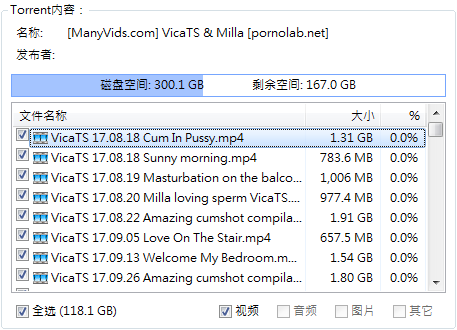 Torrent内容：
名称: [ManyVids.com] VicaTS & Milla [pornolab.net]
发布者:
磁盘空间: 300.1 GB 剩余空间: 167.0 GB
文件名称 大小 %
VicaTS 17.08.18 Cum In Pussy.mp4 1.31 GB 0.0%
VicaTS 17.08.18 Sunny morning.mp4 783.6 MB 0.0%
VicaTS 17.08.19 Masturbation on the balco... 1,006 MB 0.0%
VicaTS 17.08.20 Milla loving sperm VicaTS.... 977.4 MB 0.0%
VicaTS 17.08.22 Amazing cumshot compila... 1.91 GB 0.0%
VicaTS 17.09.05 Love On The Stair.mp4 657.5 MB 0.0%
VicaTS 17.09.13 Welcome My Bedroom.m... 1.54 GB 0.0%
VicaTS 17.09.26 Amazing cumshot compila... 1.80 GB 0.0%
全选 (118.1 GB) 视频 音频 图片 其它